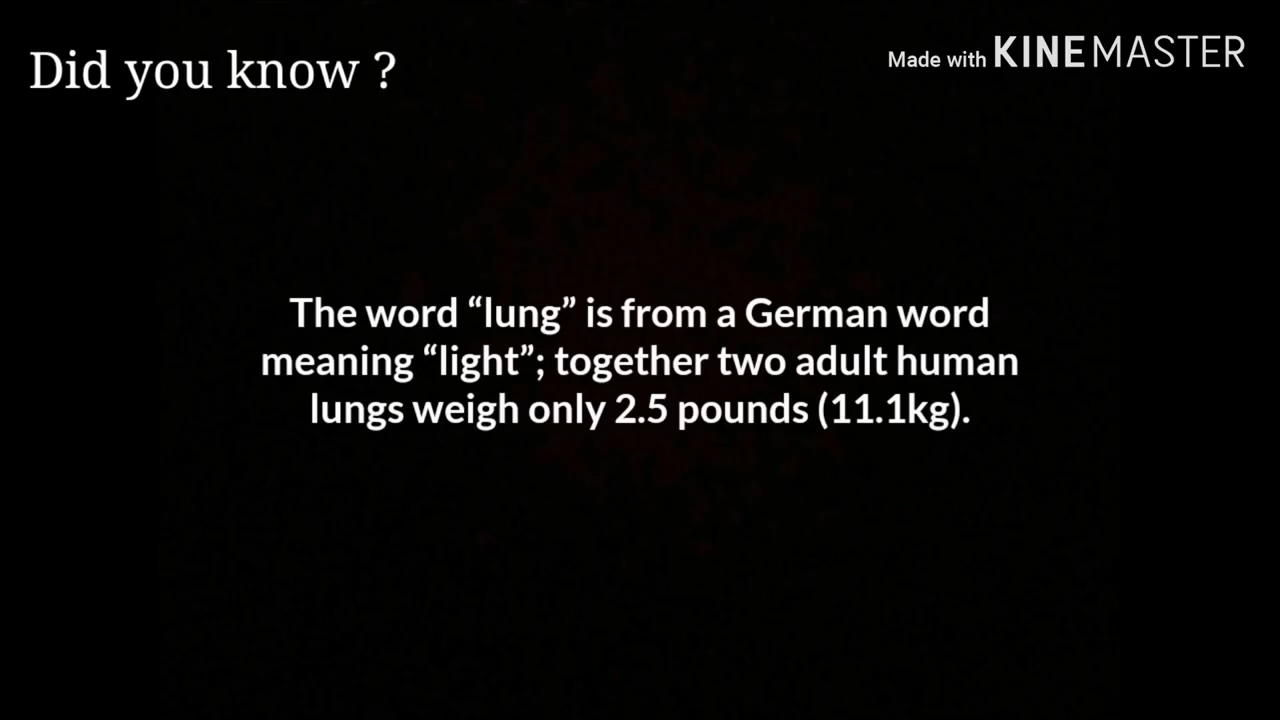 Did you know ?
Made with KINEMASTER
The word “lung” is from a German word
meaning “light”; together two adult human
lungs weigh only 2.5 pounds (11.1kg).